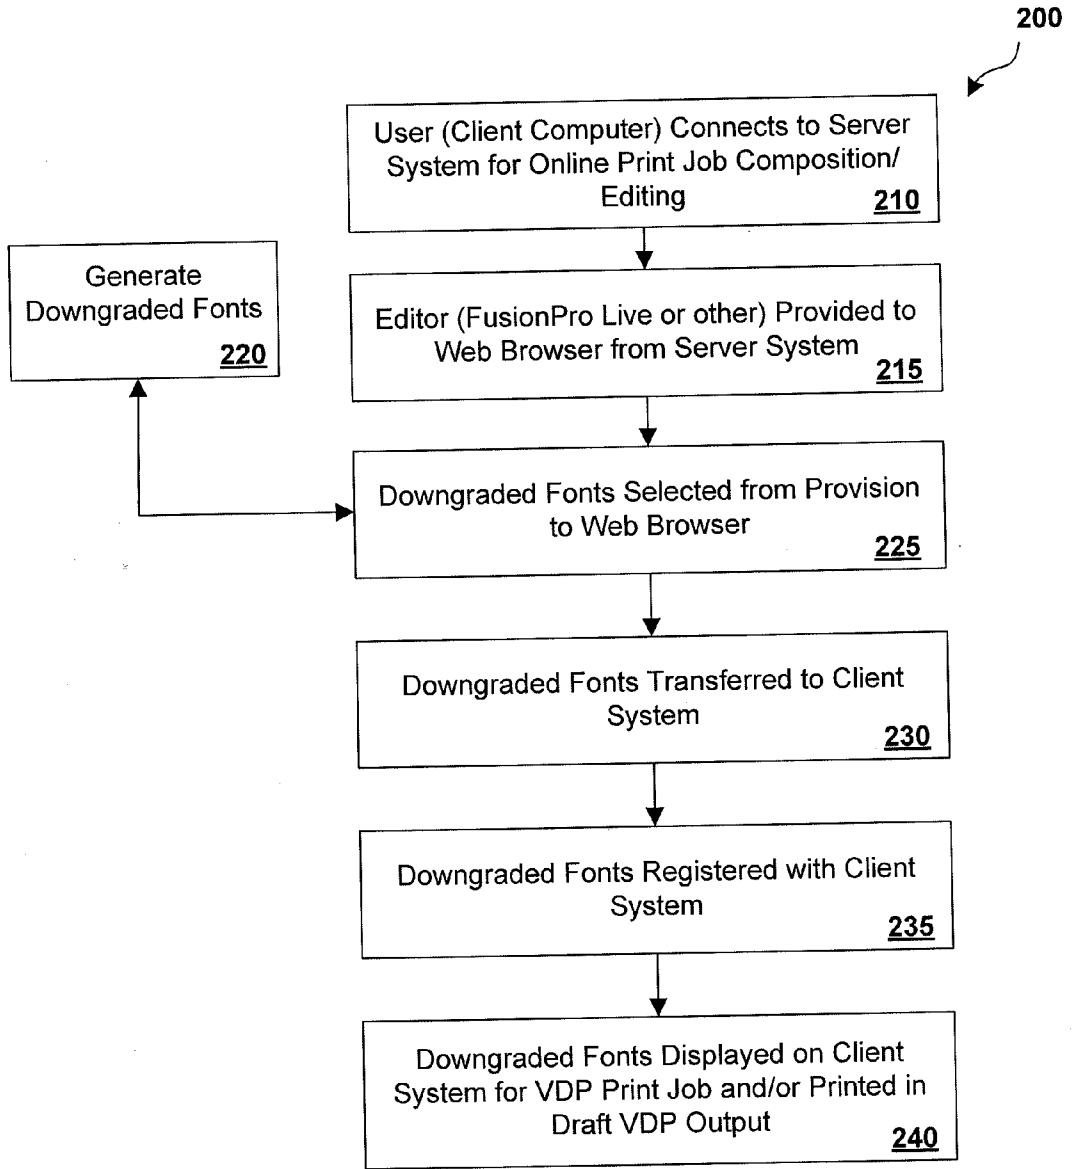 200
User (Client Computer) Connects to Server
System for Online Print Job Composition/
Editing
210
Generate
Downgraded Fonts
220
Editor (FusionPro Live or other) Provided to
Web Browser from Server System
215
Downgraded Fonts Selected from Provision
to Web Browser
225
Downgraded Fonts Transferred to Client
System
230
Downgraded Fonts Registered with Client
System
235
Downgraded Fonts Displayed on Client
System for VDP Print Job and/or Printed in
Draft VDP Output
240